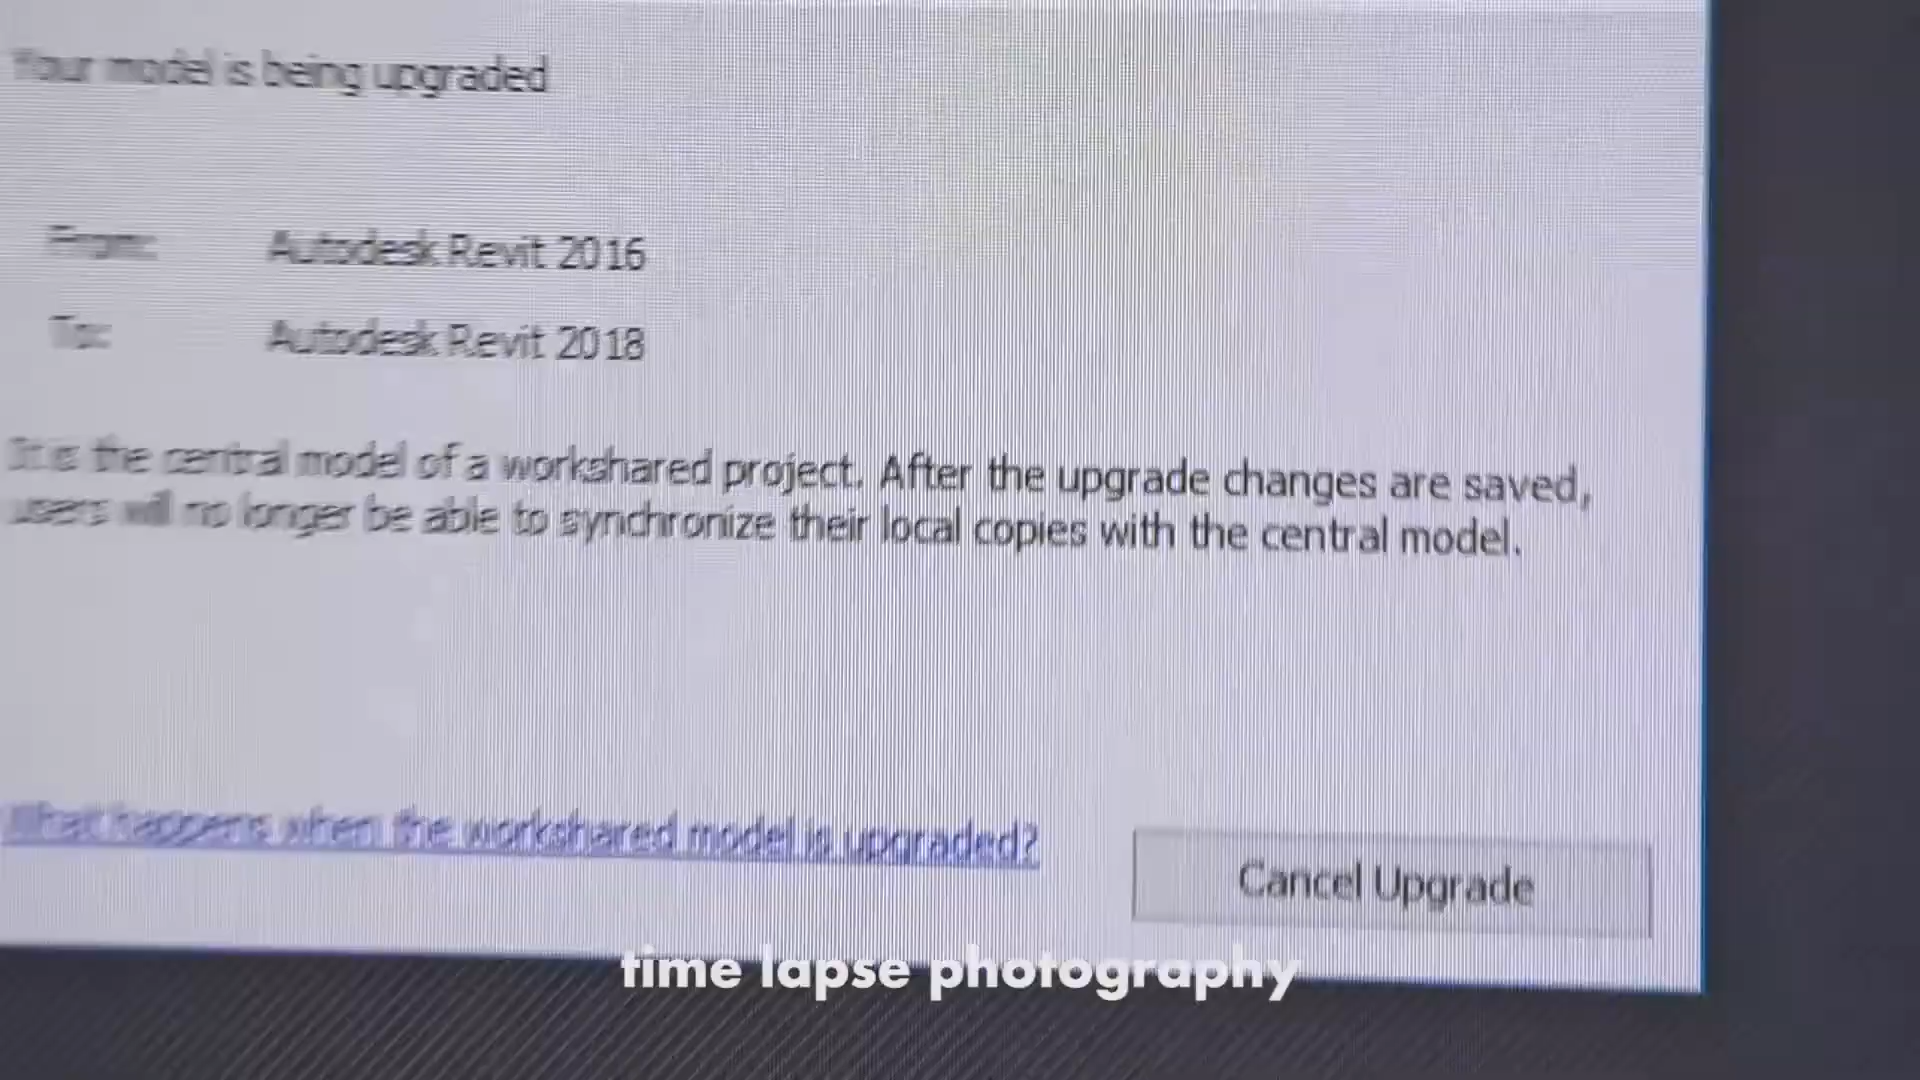 Your model is being upgraded
From: Autodesk Revit 2016
To: Autodesk Revit 2018
It is the central model of a workshared project. After the upgrade changes are saved,
users will no longer be able to synchronize their local copies with the central model.
What happens when the workshared model is upgraded?
Cancel Upgrade
time lapse photography